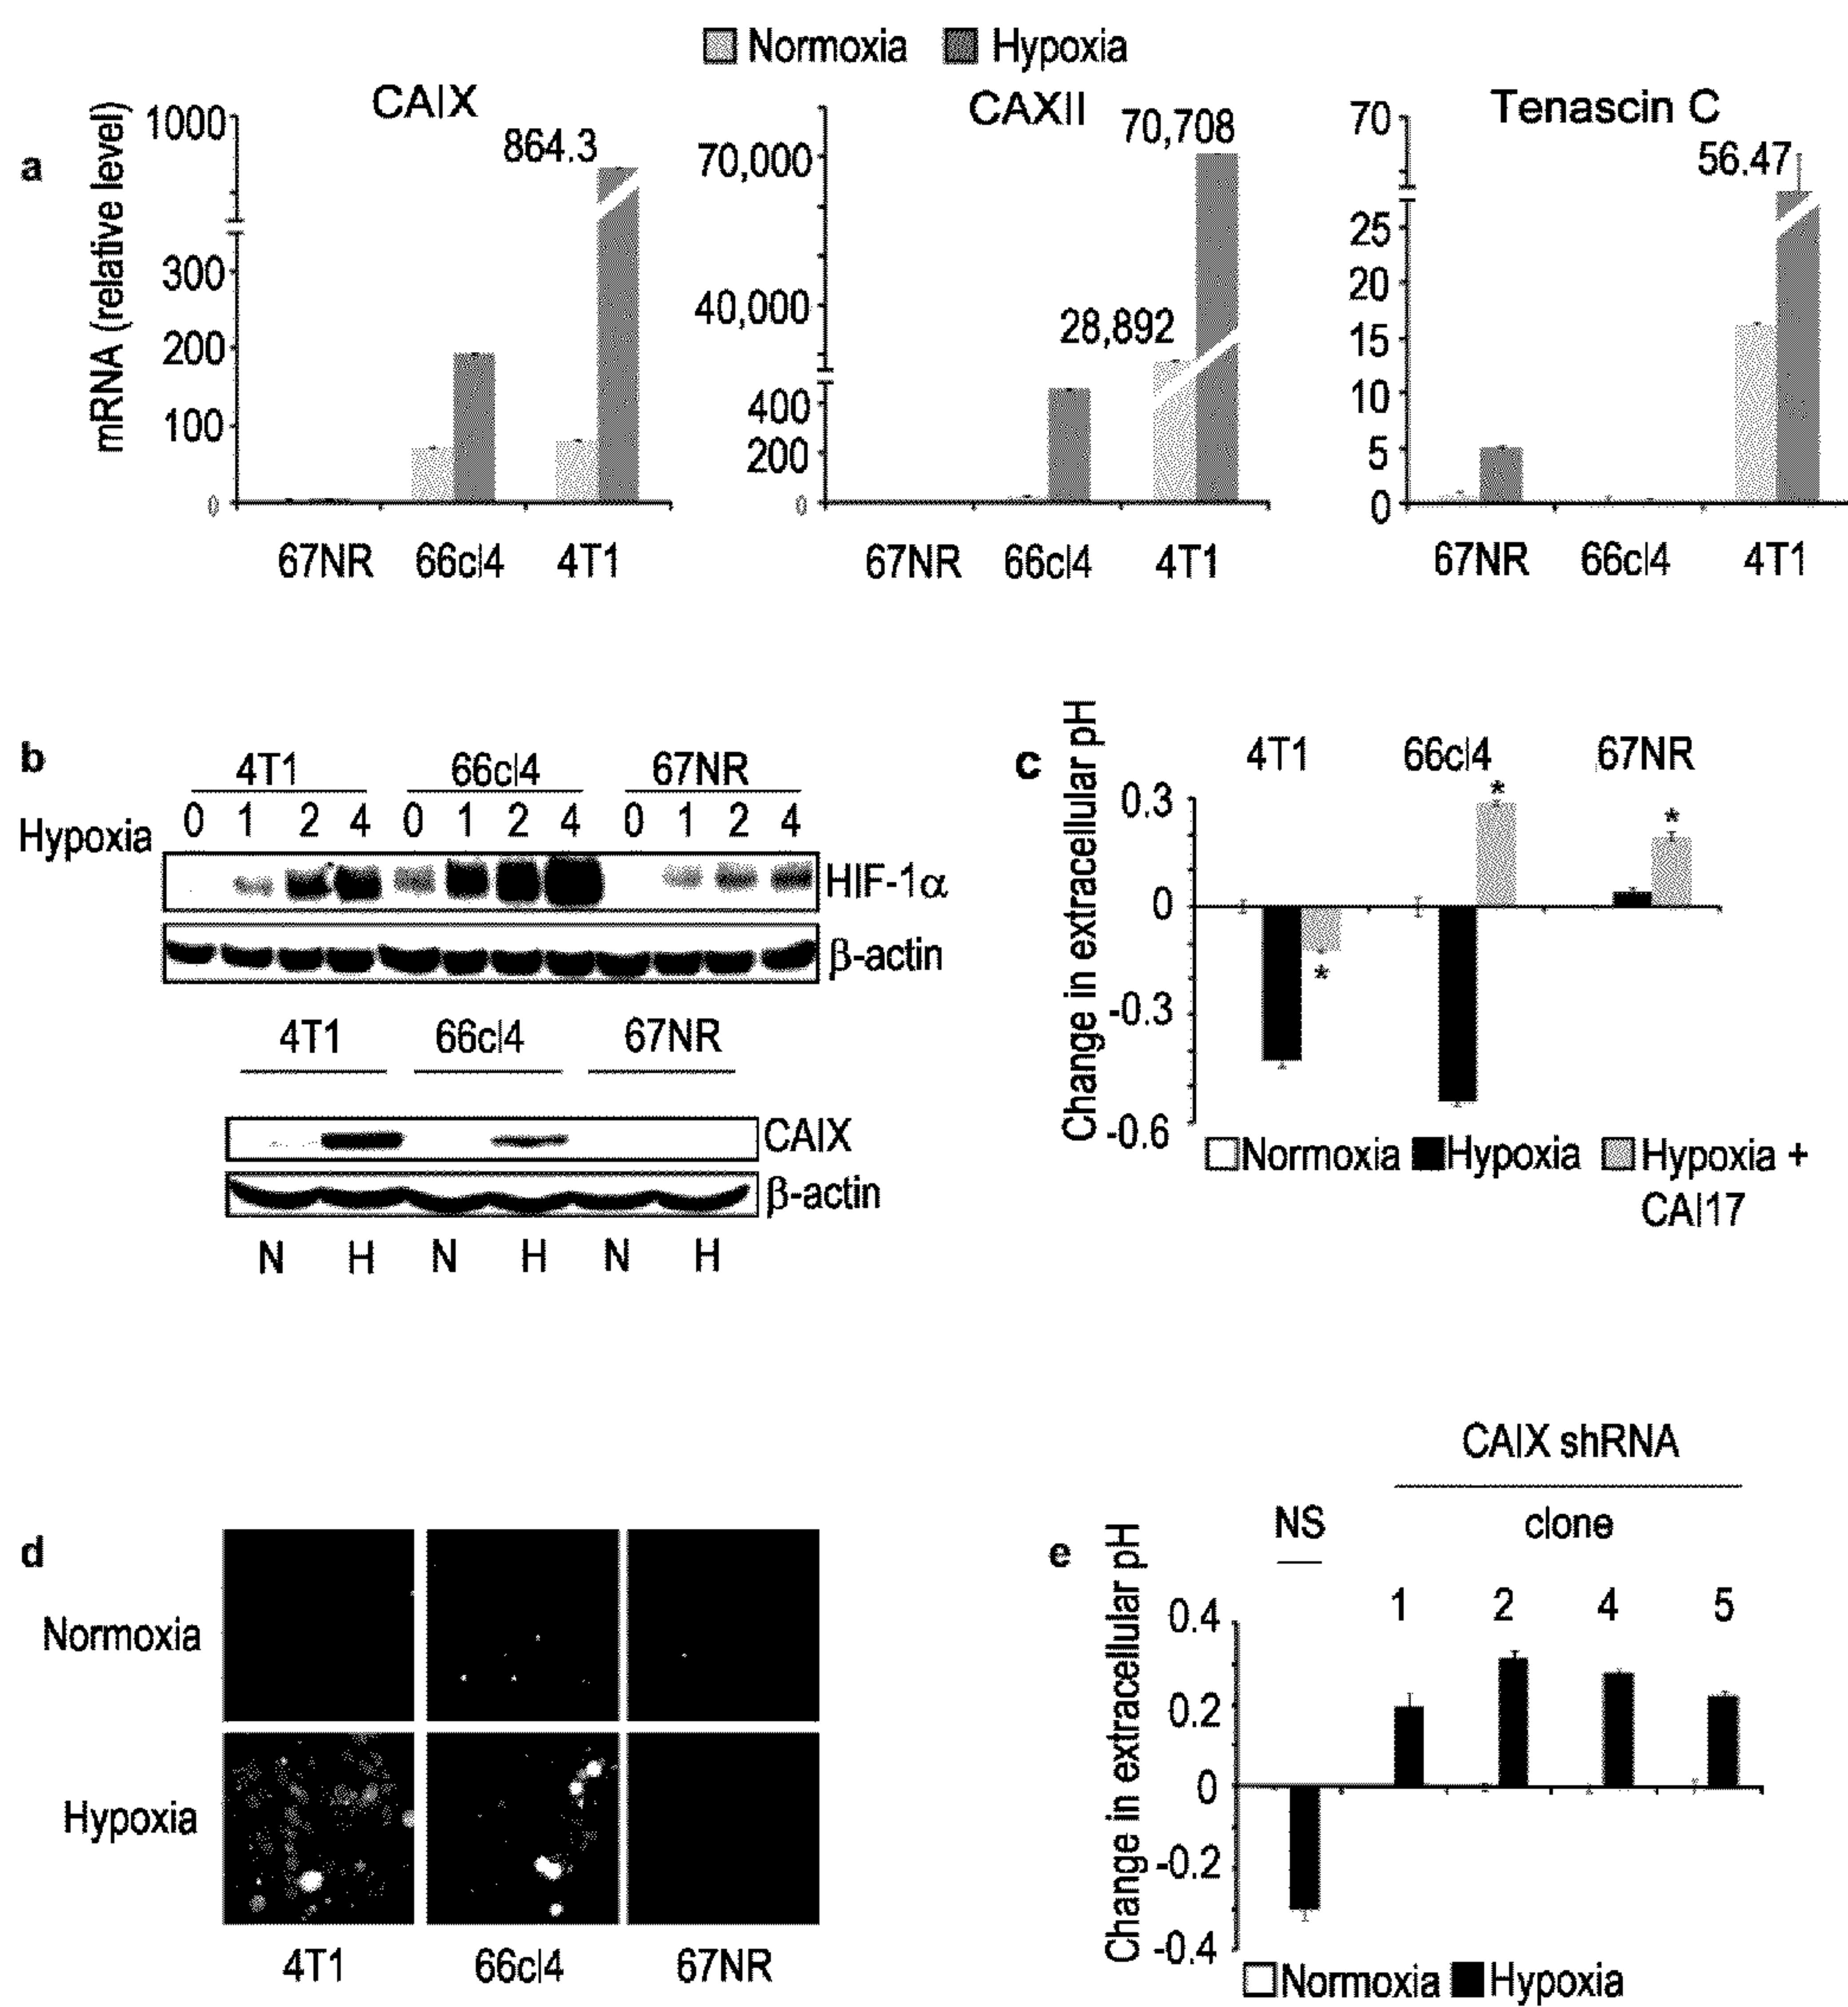 Normoxia Hypoxia
a
mRNA (relative level)
CAIX
1000
300
200
100
0
864.3
67NR 66cl4 4T1
CAXII
70,000
40,000
400
200
0
28,892
70,708
67NR 66cl4 4T1
Tenascin C
70
25
20
15
10
5
0
56.47
67NR 66cl4 4T1
b
4T1 66cl4 67NR
Hypoxia 0 1 2 4 0 1 2 4 0 1 2 4
HIF-1α
β-actin
4T1 66cl4 67NR
CAIX
β-actin
N H N H N H
c
Change in extracellular pH
4T1 66cl4 67NR
0.3
0
-0.3
-0.6
*
*
*
Normoxia Hypoxia Hypoxia +
CAI17
d
Normoxia
Hypoxia
4T1 66cl4 67NR
e
Change in extracellular pH
CAIX shRNA
NS clone
1 2 4 5
0.4
0.2
0
-0.2
-0.4
Normoxia Hypoxia